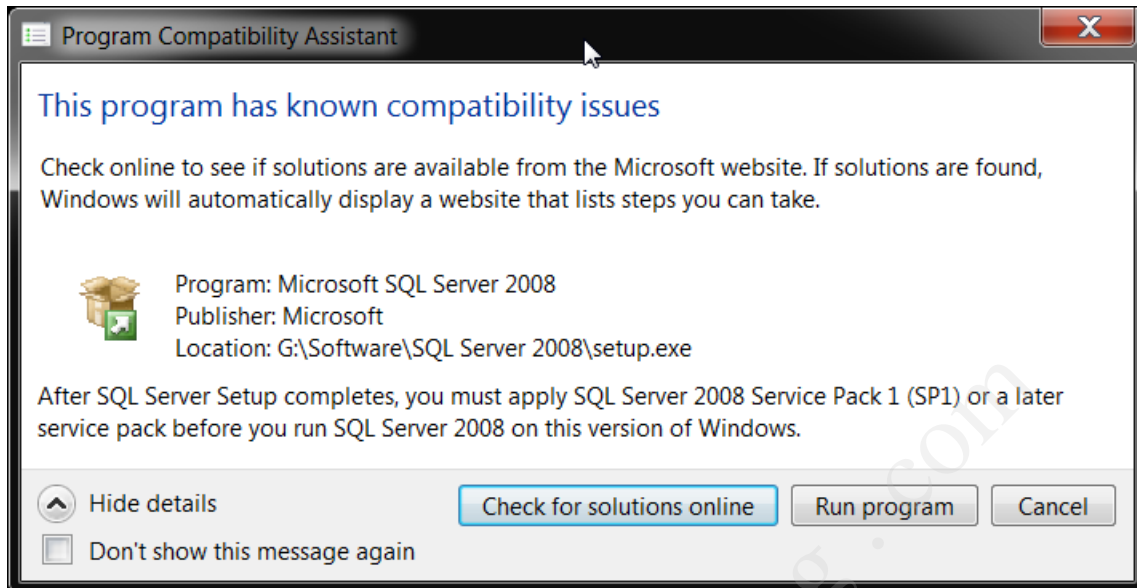 Program Compatibility Assistant
This program has known compatibility issues
Check online to see if solutions are available from the Microsoft website. If solutions are found,
Windows will automatically display a website that lists steps you can take.
Program: Microsoft SQL Server 2008
Publisher: Microsoft
Location: G:\Software\SQL Server 2008\setup.exe
After SQL Server Setup completes, you must apply SQL Server 2008 Service Pack 1 (SP1) or a later
service pack before you run SQL Server 2008 on this version of Windows.
Hide details
Check for solutions online
Run program
Cancel
Don't show this message again
g.com